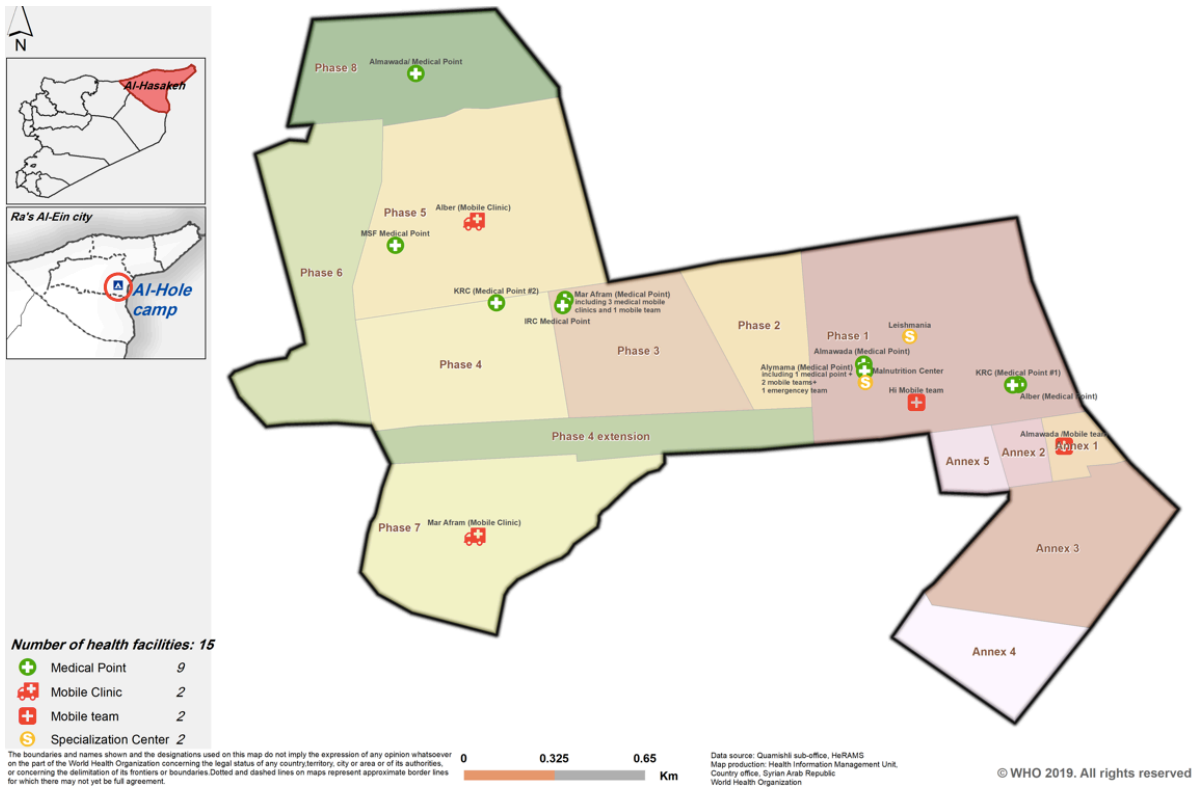 N
Al-Hasakeh
Ra's Al-Ein city
Al-Hole
camp
Phase 8
Almawada/ Medical Point
Phase 5
Alber (Mobile Clinic)
MSF Medical Point
Phase 6
KRC (Medical Point #2)
Mar Afram (Medical Point)
including 3 medical mobile
clinics and 1 mobile team
IRC Medical Point
Phase 4
Phase 3
Phase 2
Phase 1
Leishmania
Almawada (Medical Point)
Alymama (Medical Point)
including 1 medical point +
2 mobile teams+
1 emergencey team
Malnutrition Center
Hi Mobile team
KRC (Medical Point #1)
Alber (Medical Point)
Phase 4 extension
Almawada /Mobile team
Annex 1
Annex 2
Annex 5
Phase 7
Mar Afram (Mobile Clinic)
Annex 3
Annex 4
Number of health facilities: 15
Medical Point 9
Mobile Clinic 2
Mobile team 2
S Specialization Center 2
The boundaries and names shown and the designations used on this map do not imply the expression of any opinion whatsoever
on the part of the World Health Organization concerning the legal status of any country,territory, city or area or of its authorities,
or concerning the delimitation of its frontiers or boundaries.Dotted and dashed lines on maps represent approximate border lines
for which there may not yet be full agreement.
0 0.325 0.65
Km
Data source: Quamishli sub-office, HeRAMS
Map production: Health Information Management Unit,
Country office, Syrian Arab Republic
World Health Organization
© WHO 2019. All rights reserved